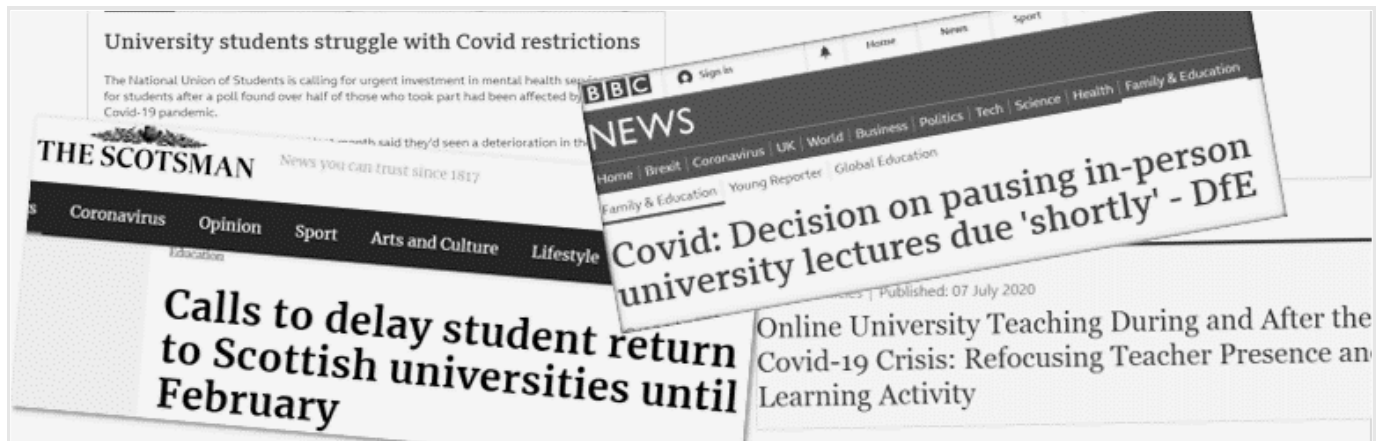 University students struggle with Covid restrictions
The National Union of Students is calling for urgent investment in mental health
for students after a poll found over half of those who took part had been affected by
Covid-19 pandemic.
said they'd seen a deterioration in the
THE SCOTSMAN
News you can trust since 1817
Coronavirus Opinion Sport Arts and Culture Lifestyle
Education
Calls to delay student return
to Scottish universities until
February
BBC Sign in Home News Sport
NEWS
Home Brexit Coronavirus UK World Business Politics Tech Science Health Family & Education
Family & Education Young Reporter Global Education
Covid: Decision on pausing in-person
university lectures due 'shortly' - DfE
Published: 07 July 2020
Online University Teaching During and After the
Covid-19 Crisis: Refocusing Teacher Presence an
Learning Activity